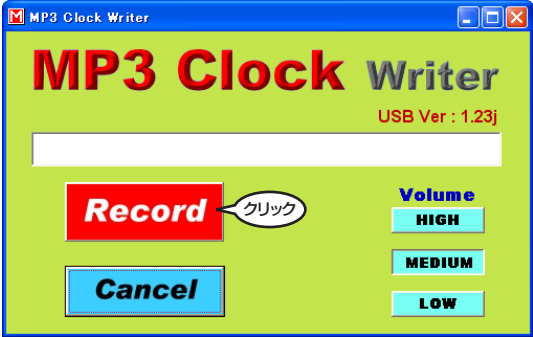 MP3 Clock Writer
MP3 Clock Writer
USB Ver : 1.23j
Record
クリック
Cancel
Volume
HIGH
MEDIUM
LOW